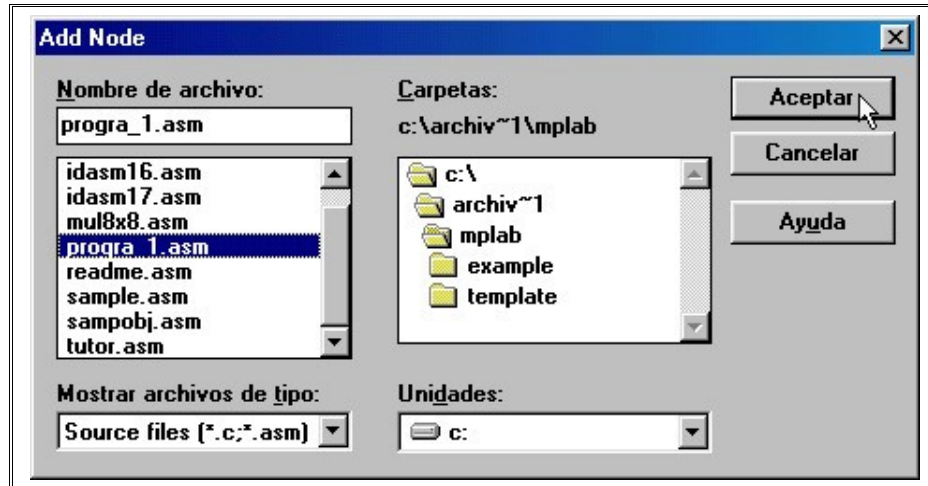 Add Node
Nombre de archivo:
progra_1.asm
idasm16.asm
idasm17.asm
mul8x8.asm
progra_1.asm
readme.asm
sample.asm
sampobj.asm
tutor.asm
Mostrar archivos de tipo:
Source files (*.c;*.asm)
Carpetas:
c:\archiv~1\mplab
c:\
archiv~1
mplab
example
template
Unidades:
c:
Aceptar
Cancelar
Ayuda